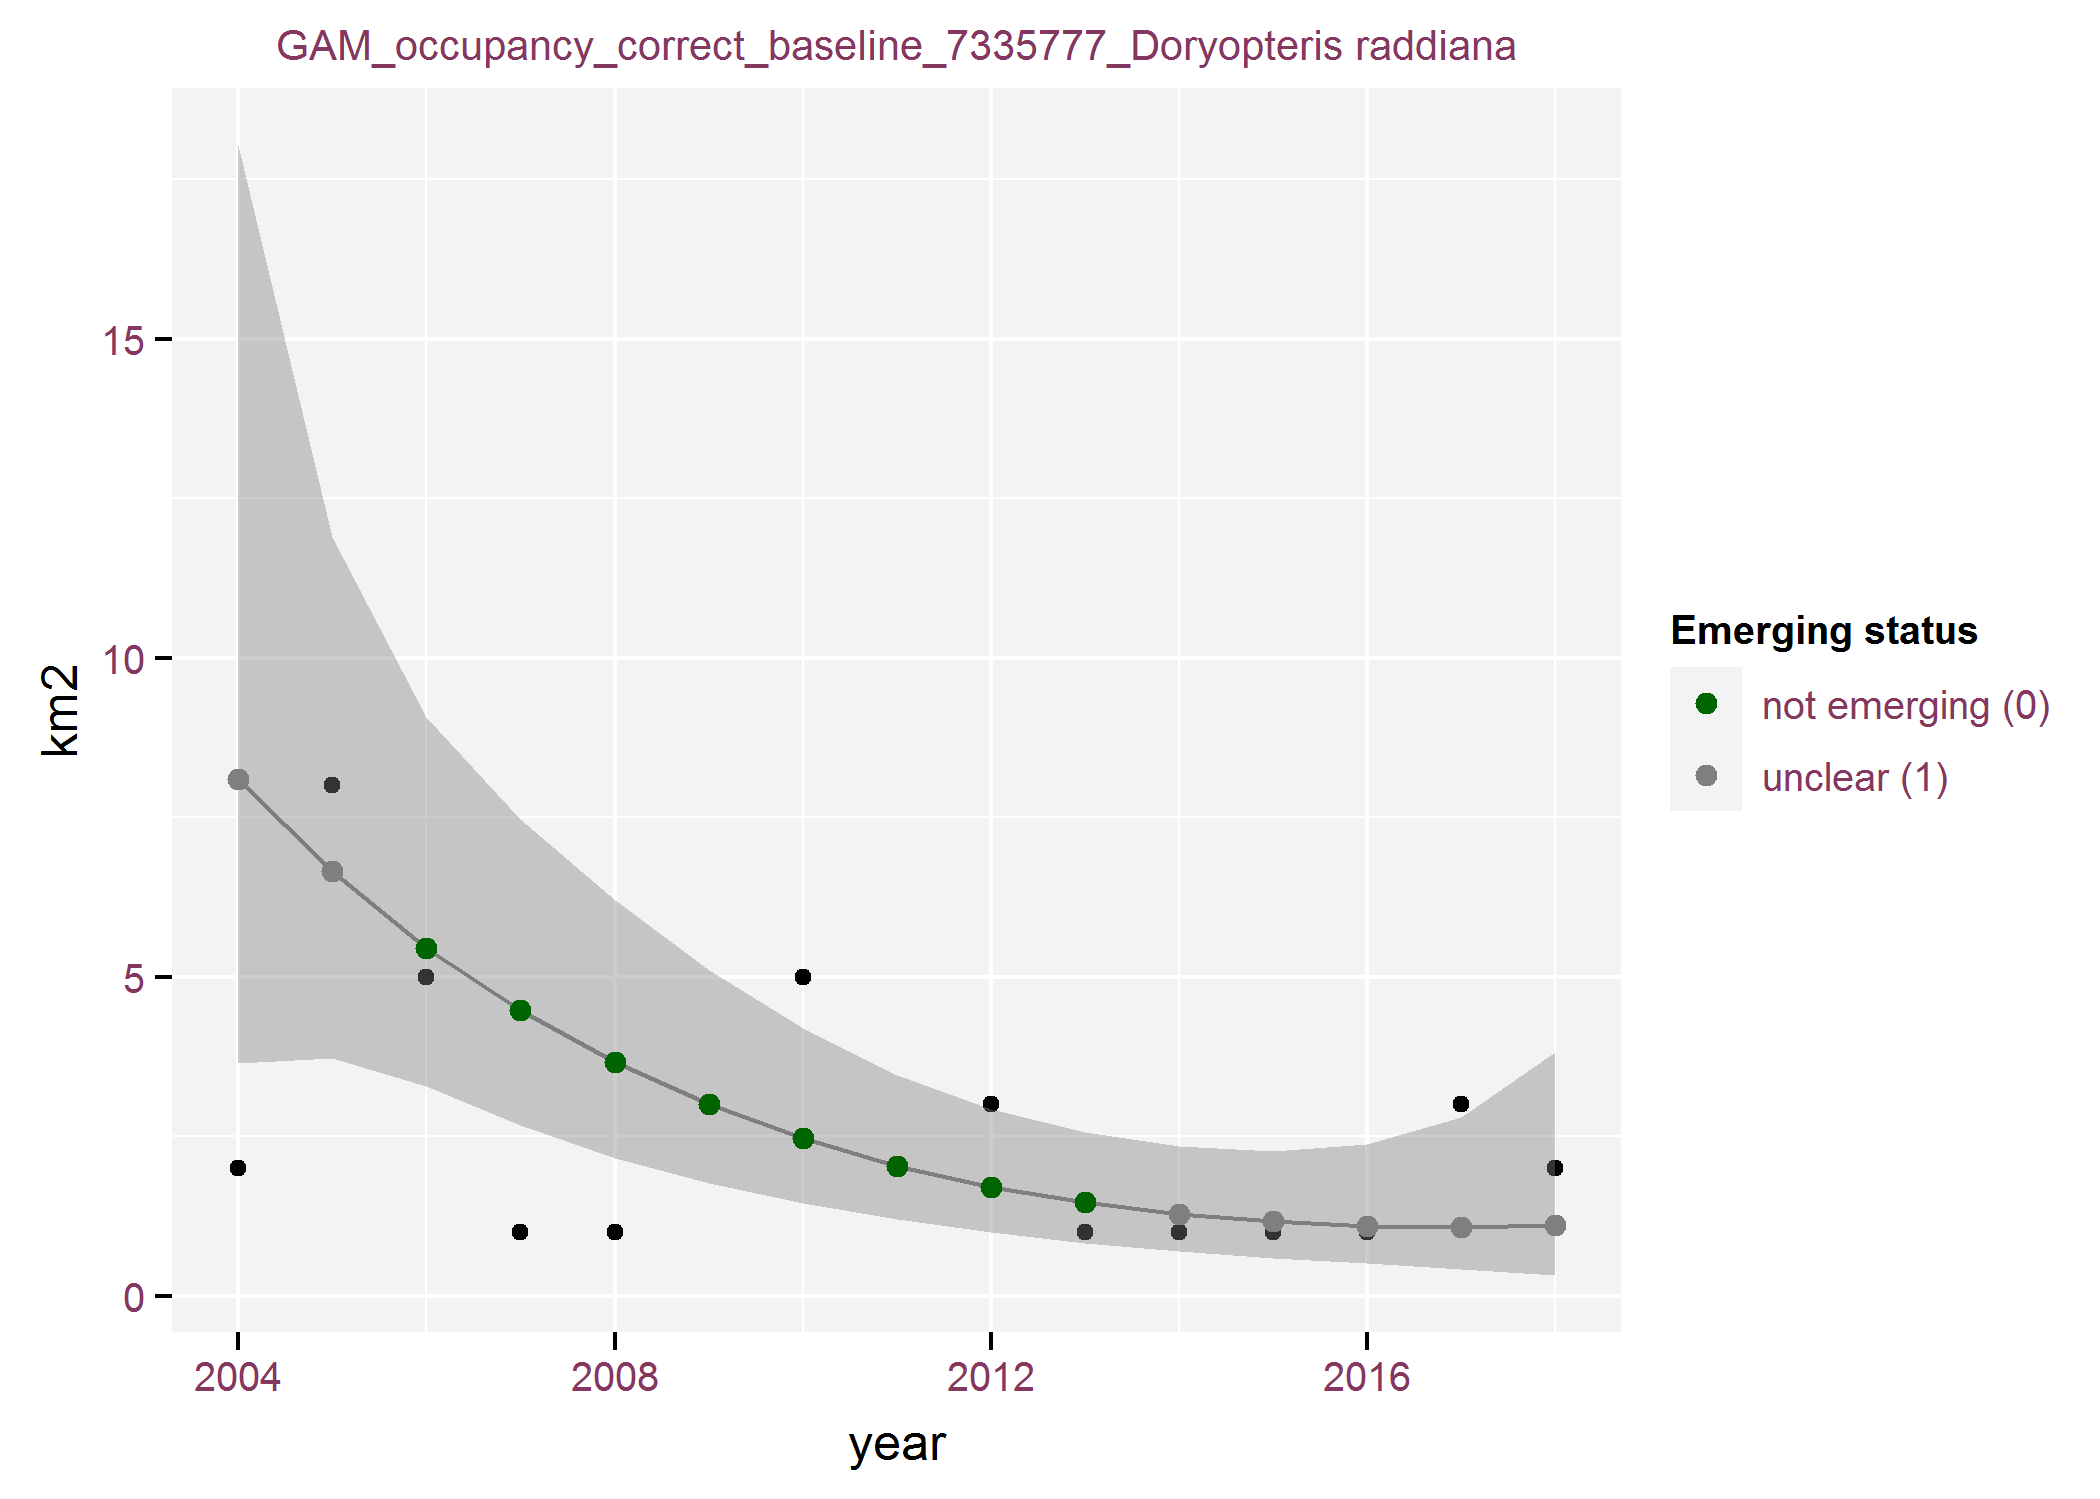 GAM_occupancy_correct_baseline_7335777_Doryopteris raddiana
15
10
5
0
km2
2004
2008
2012
2016
year
Emerging status
not emerging (0)
unclear (1)